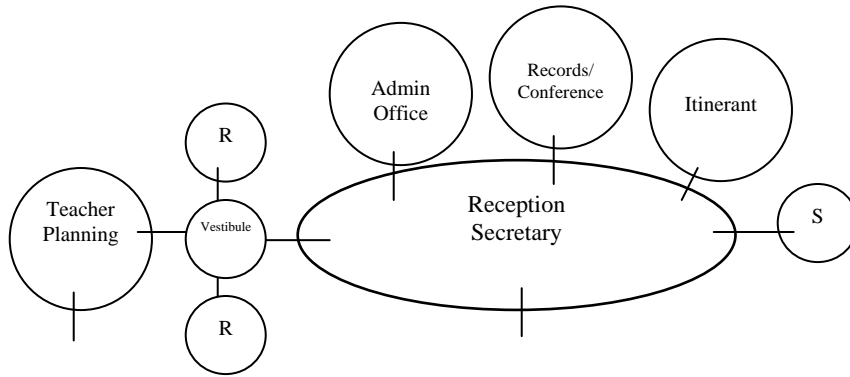 Admin
Office
Records/
Conference
Itinerant
R
Teacher
Planning
Vestibule
Reception
Secretary
S
R